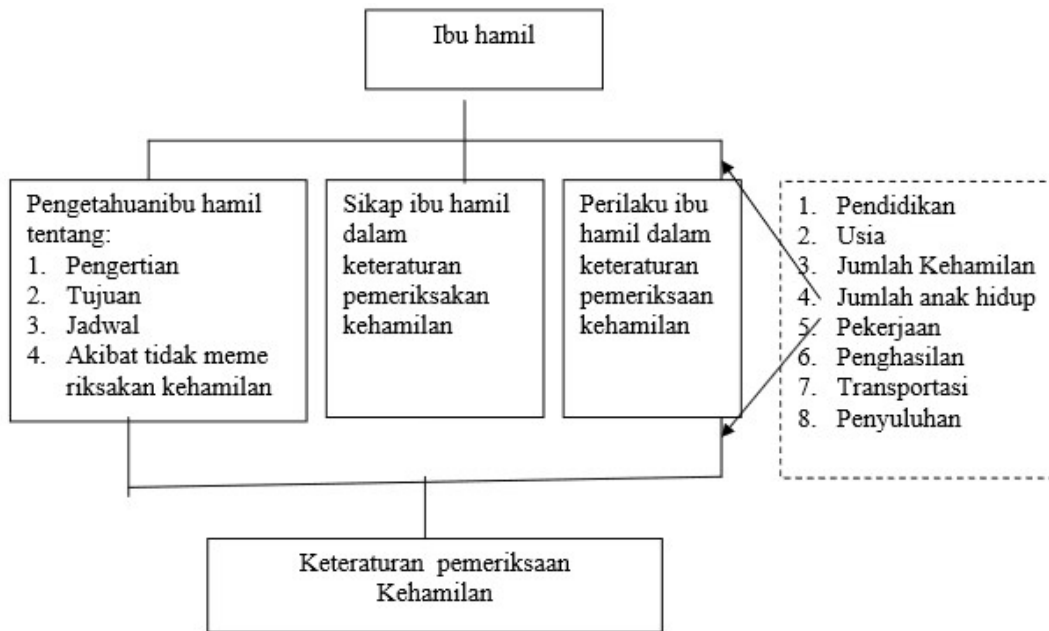 Ibu hamil
Pengetahuanibu hamil
tentang:
1. Pengertian
2. Tujuan
3. Jadwal
4. Akibat tidak meme
riksakan kehamilan
Sikap ibu hamil
dalam
keteraturan
pemeriksakan
kehamilan
Perilaku ibu
hamil dalam
keteraturan
pemeriksaan
kehamilan
1. Pendidikan
2. Usia
3. Jumlah Kehamilan
4. Jumlah anak hidup
5. Pekerjaan
6. Penghasilan
7. Transportasi
8. Penyuluhan
Keteraturan pemeriksaan
Kehamilan